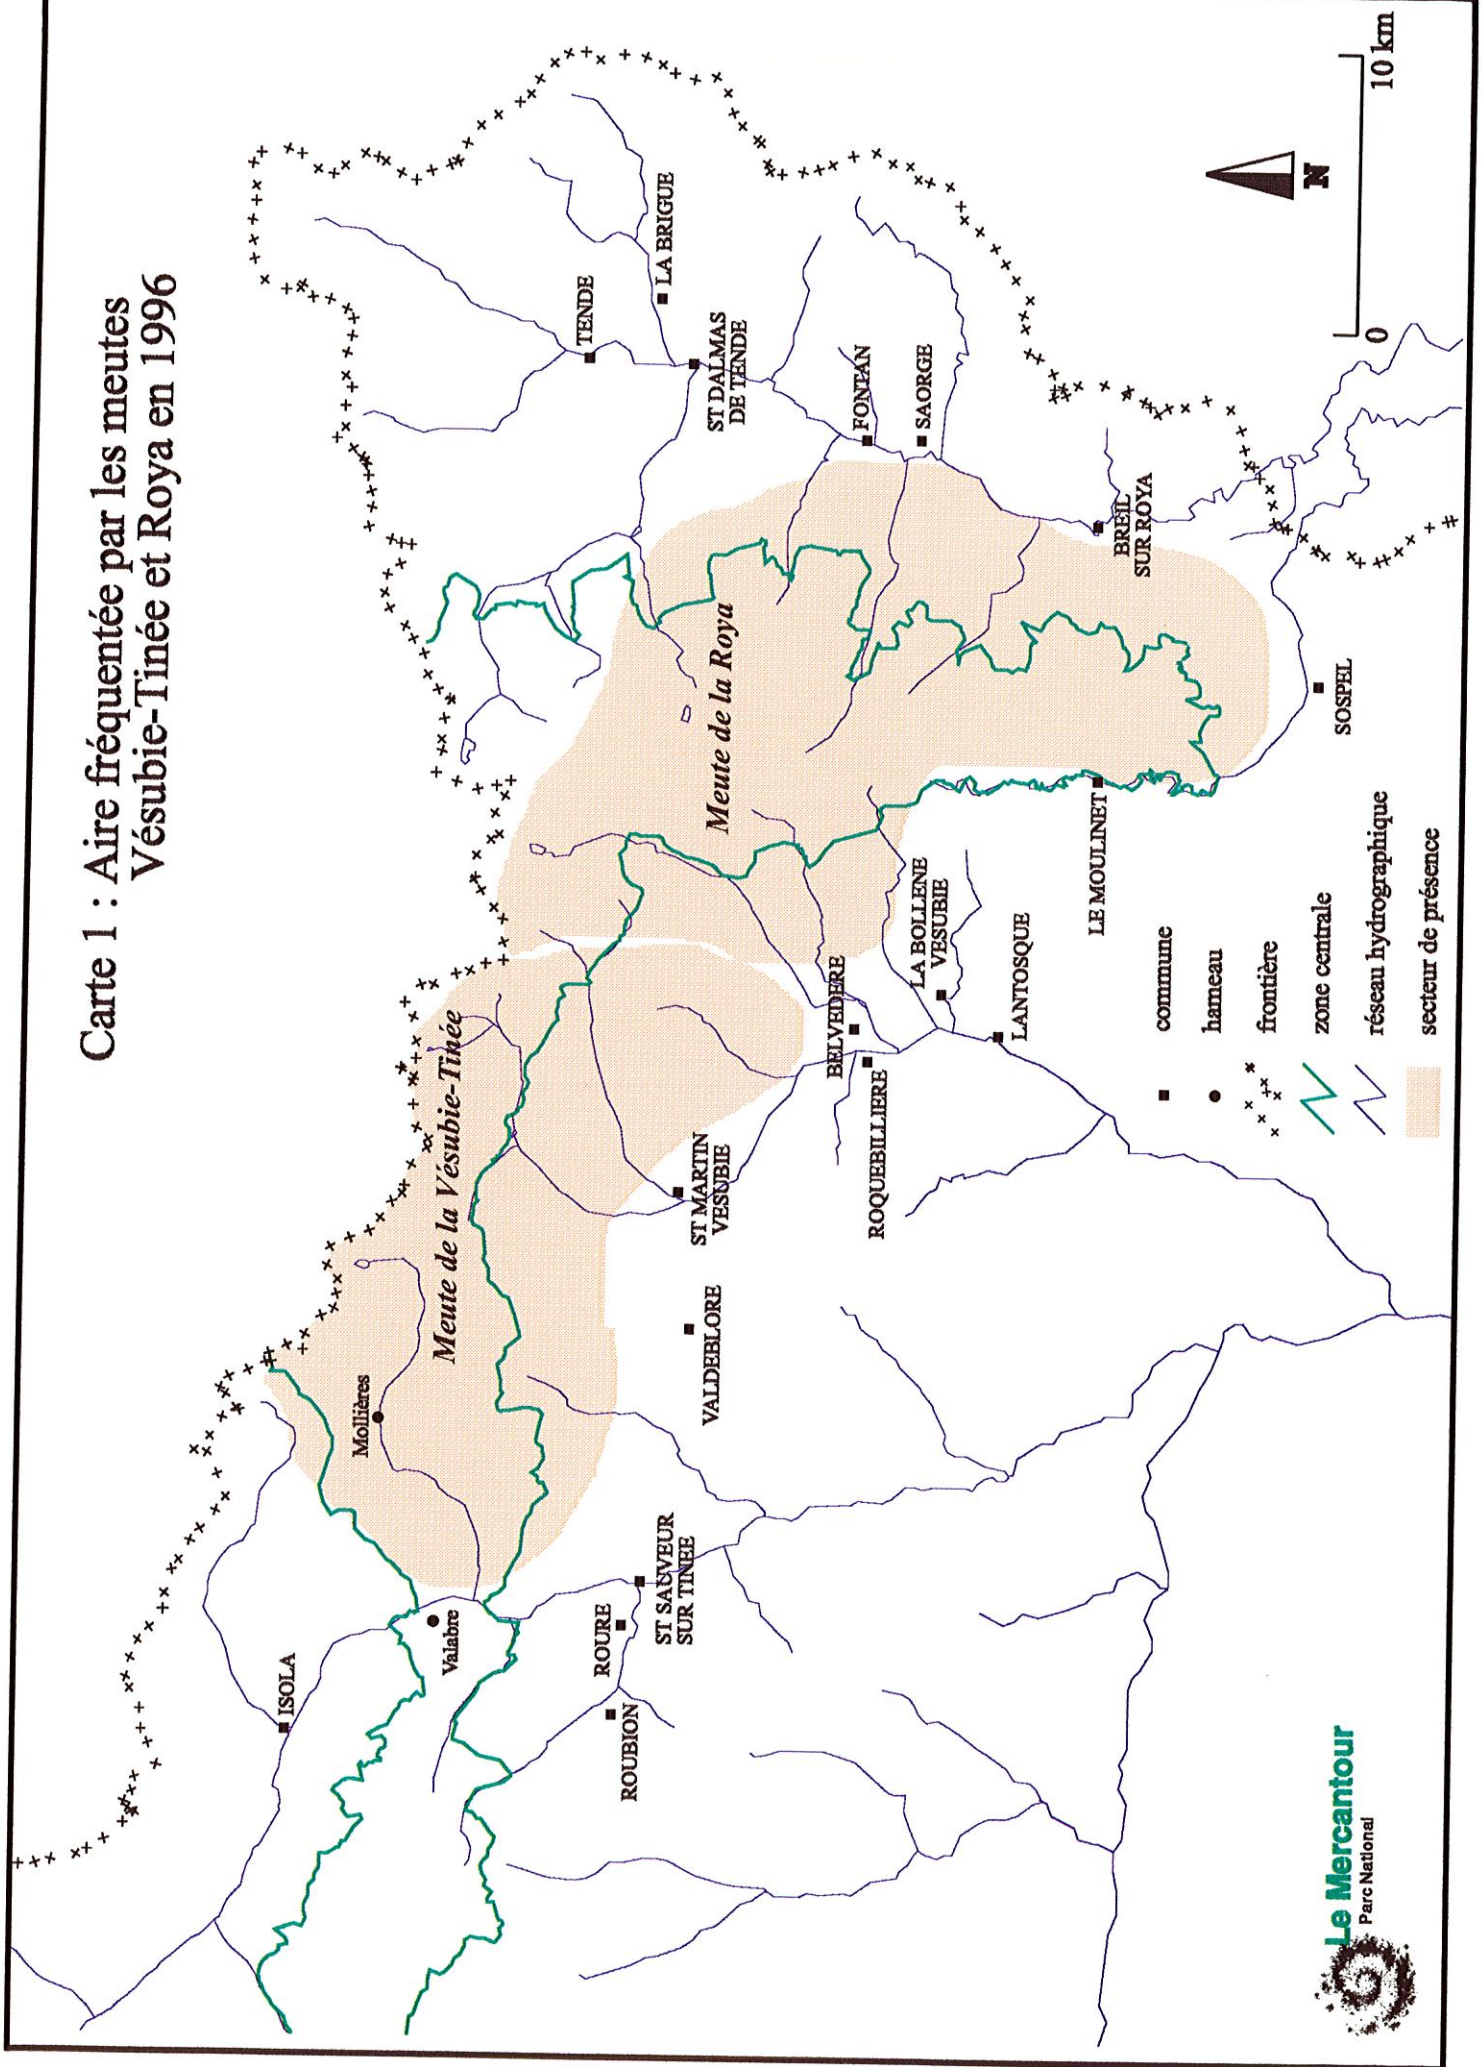 Carte 1 : Aire fréquentée par les meutes
Vésubie-Tinée et Roya en 1996
ISOLA
Mollières
Valabre
Meute de la Vésubie-Tinée
ROURE
ROUBION
ST SAUVEUR
SUR TINEE
VALDEBLORE
ST MARTIN
VESUBIE
ROQUEBILLIERE
BELVEDERE
LA BOLLENE
VESUBIE
LANTOSQUE
LE MOULINET
Meute de la Roya
TENDE
LA BRIGUE
ST DALMAS
DE TENDE
FONTAN
SAORGE
BREIL
SUR ROYA
SOSPEL
commune
hameau
frontière
zone centrale
réseau hydrographique
secteur de présence
N
0
10 km
Le Mercantour
Parc National